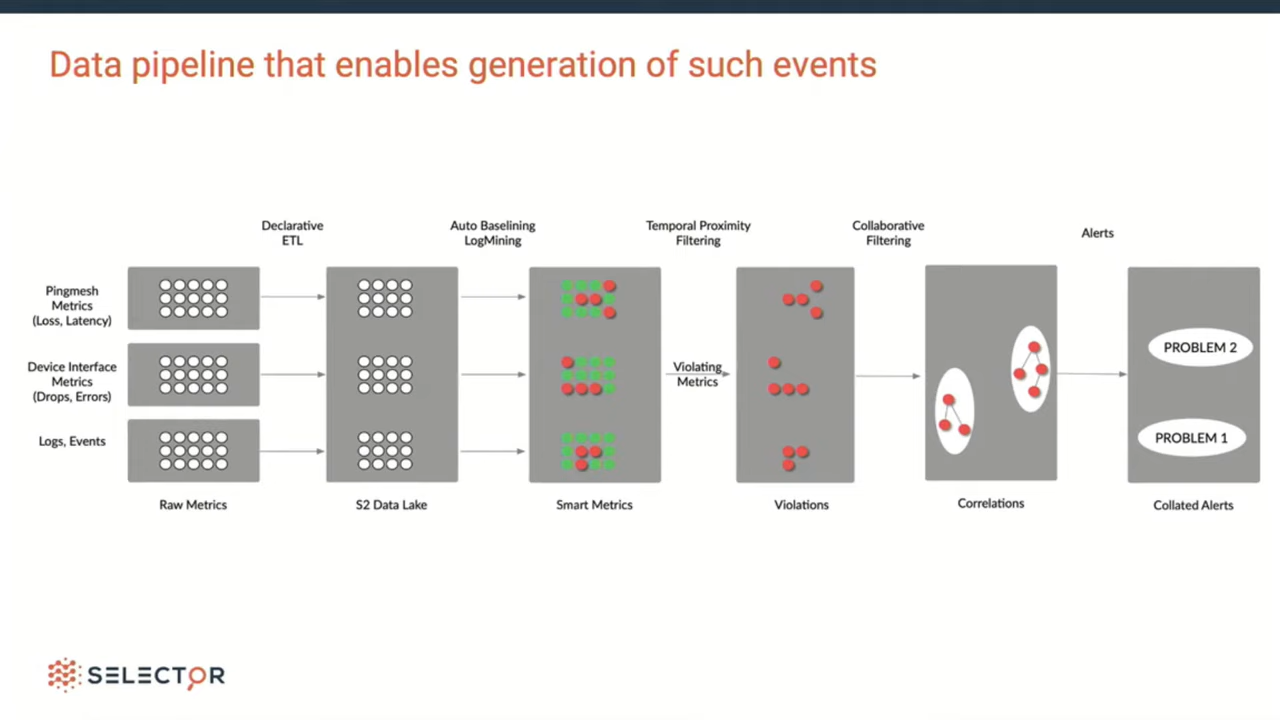 Data pipeline that enables generation of such events
Declarative
ETL
Auto Baselining
LogMining
Temporal Proximity
Filtering
Collaborative
Filtering
Alerts
Pingmesh
Metrics
(Loss, Latency)
Device Interface
Metrics
(Drops, Errors)
Logs, Events
Violating
Metrics
PROBLEM 2
PROBLEM 1
Raw Metrics
S2 Data Lake
Smart Metrics
Violations
Correlations
Collated Alerts
SELECTOR